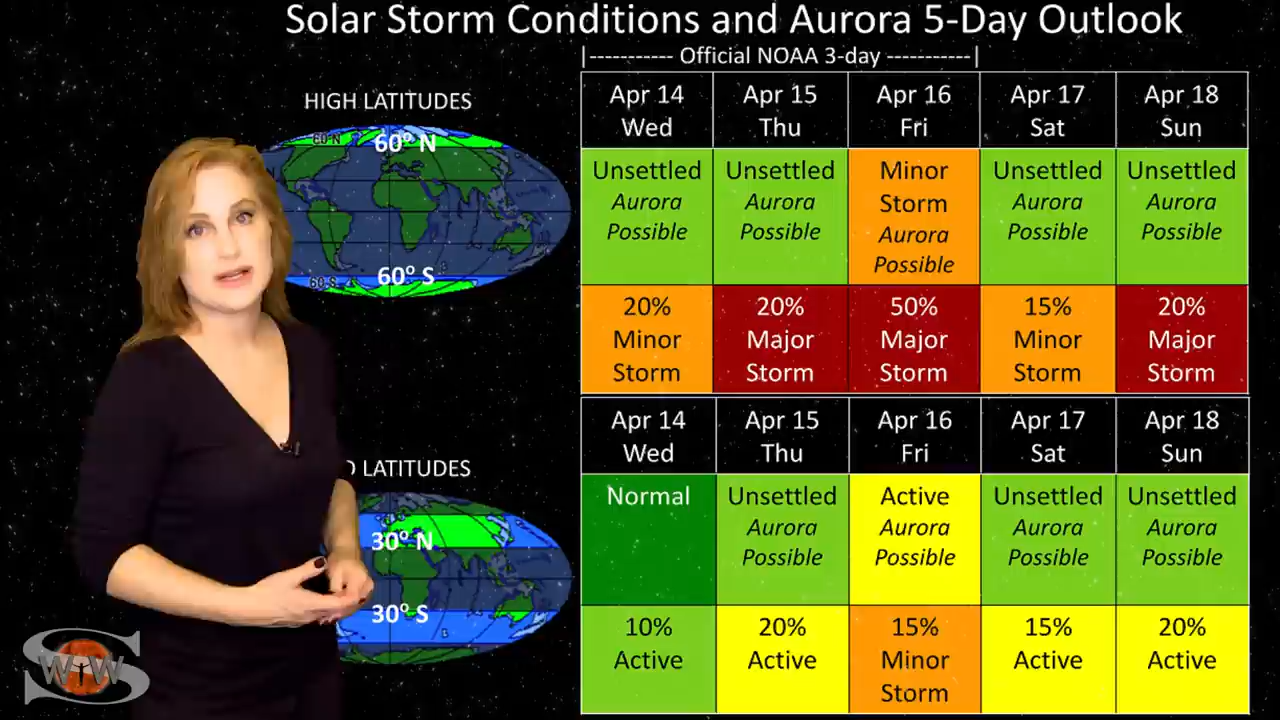 Solar Storm Conditions and Aurora 5-Day Outlook
|----------- Official NOAA 3-day -----------|
HIGH LATITUDES
60° N
60 N
60° S
60 S
Apr 14 Apr 15 Apr 16 Apr 17 Apr 18
Wed Thu Fri Sat Sun
Unsettled Unsettled Minor Unsettled Unsettled
Aurora Aurora Storm Aurora Aurora
Possible Possible Aurora Possible Possible
Possible
20% 20% 50% 15% 20%
Minor Major Major Minor Major
Storm Storm Storm Storm Storm
D LATITUDES
30° N
30° S
Apr 14 Apr 15 Apr 16 Apr 17 Apr 18
Wed Thu Fri Sat Sun
Normal Unsettled Active Unsettled Unsettled
Aurora Aurora Aurora Aurora
Possible Possible Possible Possible
10% 20% 15% 15% 20%
Active Active Minor Active Active
Storm
S
WTW